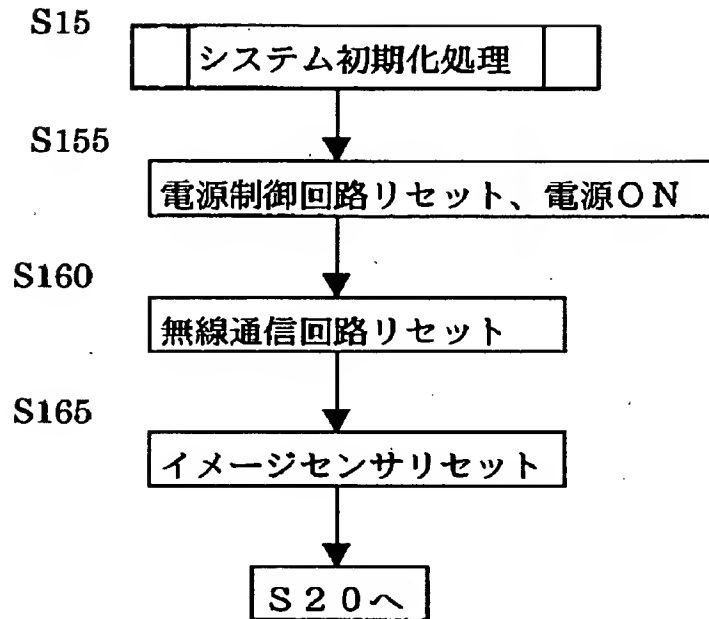 S15
システム初期化処理
S155
電源制御回路リセット、電源ＯＮ
S160
無線通信回路リセット
S165
イメージセンサリセット
Ｓ２０へ